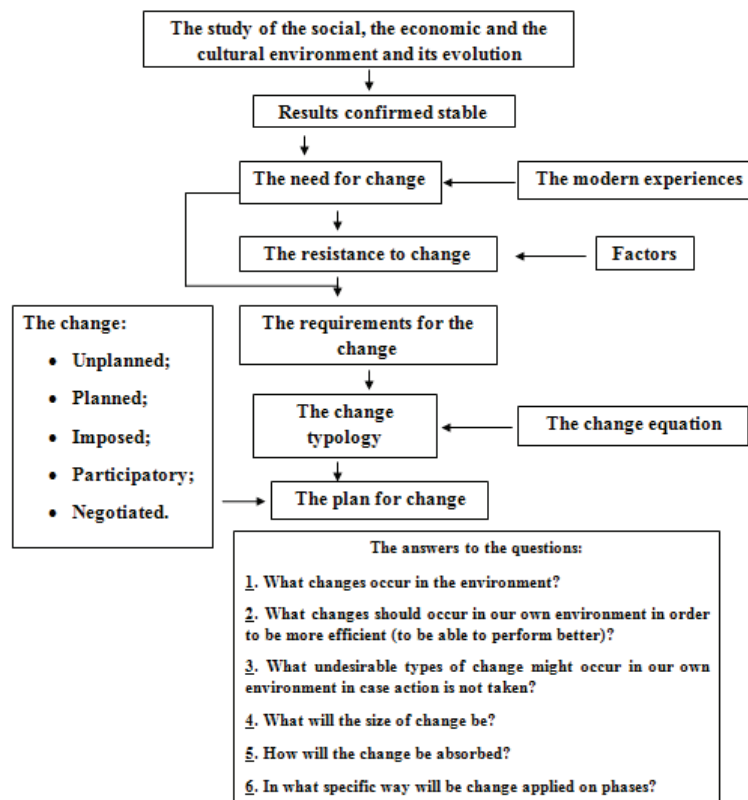 The study of the social, the economic and the
cultural environment and its evolution
Results confirmed stable
The need for change
The modern experiences
The resistance to change
Factors
The requirements for the
change
The change:
• Unplanned;
• Planned;
• Imposed;
• Participatory;
• Negotiated.
The change
typology
The change equation
The plan for change
The answers to the questions:
1. What changes occur in the environment?
2. What changes should occur in our own environment in order
to be more efficient (to be able to perform better)?
3. What undesirable types of change might occur in our own
environment in case action is not taken?
4. What will the size of change be?
5. How will the change be absorbed?
6. In what specific way will be change applied on phases?